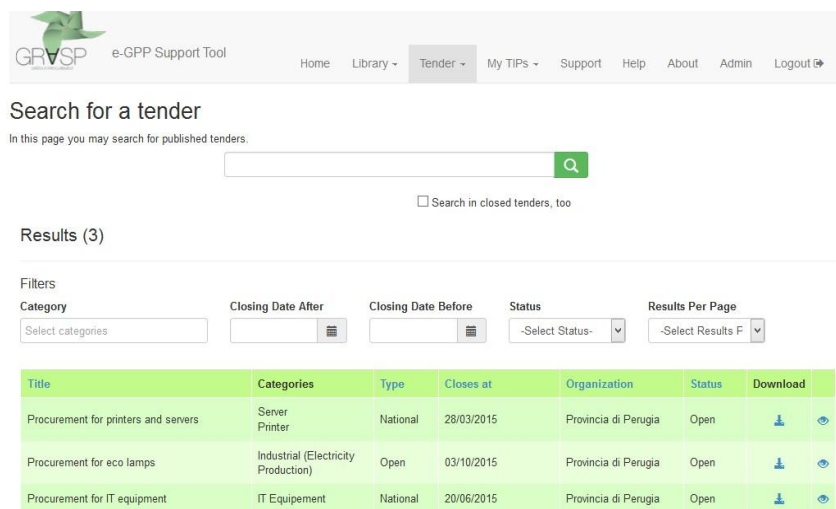 GRASP e-GPP Support Tool
Home Library Tender My TIPs Support Help About Admin Logout
Search for a tender
In this page you may search for published tenders.
Search in closed tenders, too
Results (3)
Filters
Category Closing Date After Closing Date Before Status Results Per Page
Select categories -Select Status- -Select Results F
Title Categories Type Closes at Organization Status Download
Procurement for printers and servers Server Printer National 28/03/2015 Provincia di Perugia Open
Procurement for eco lamps Industrial (Electricity Production) Open 03/10/2015 Provincia di Perugia Open
Procurement for IT equipment IT Equipement National 20/06/2015 Provincia di Perugia Open